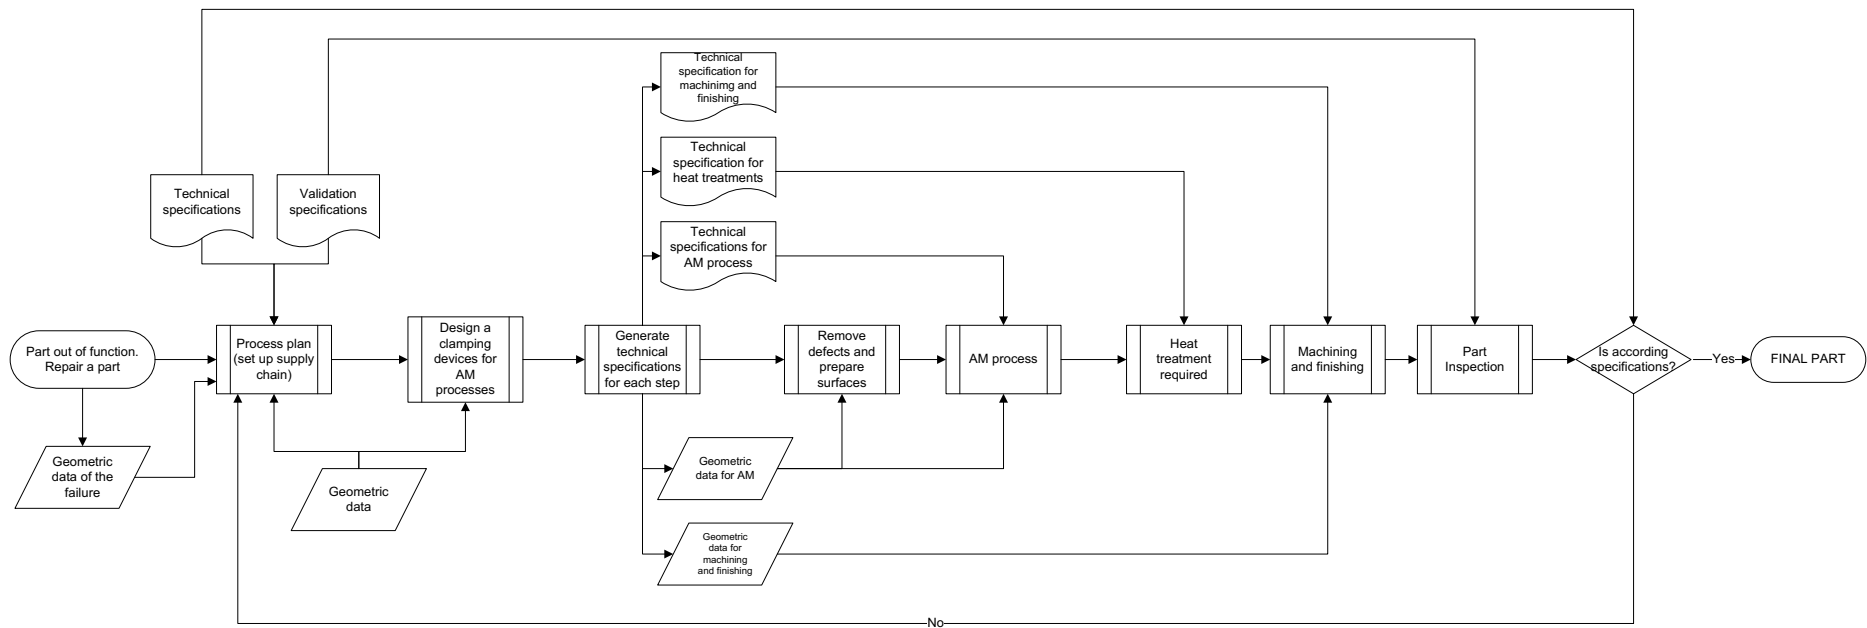 Technical
specification for
machinimg and
finishing
Technical
specification for
heat treatments
Technical
specifications
Validation
specifications
Technical
specifications for
AM process
Part out of function.
Repair a part
Process plan
(set up supply
chain)
Design a
clamping
devices for
AM
processes
Generate
technical
specifications
for each step
Remove
defects and
prepare
surfaces
AM process
Heat
treatment
required
Machining
and finishing
Part
Inspection
Is according
specifications?
Yes
FINAL PART
Geometric
data of the
failure
Geometric
data
Geometric
data for AM
Geometric
data for
machining
and finishing
No